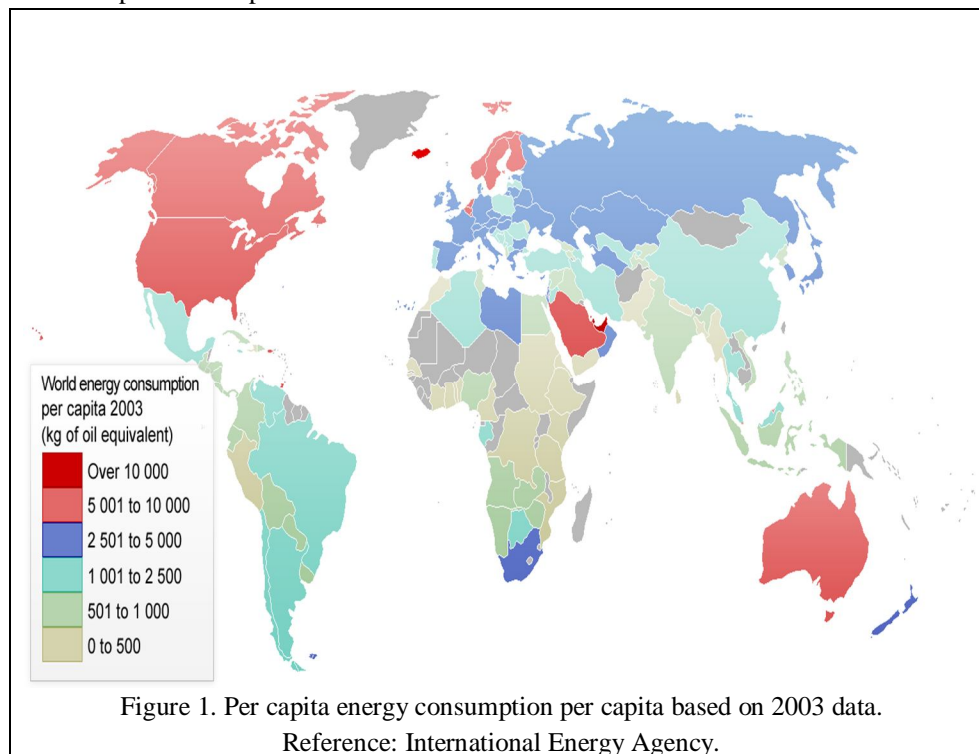 World energy consumption
per capita 2003
(kg of oil equivalent)
Over 10 000
5 001 to 10 000
2 501 to 5 000
1 001 to 2 500
501 to 1 000
0 to 500
Figure 1. Per capita energy consumption per capita based on 2003 data.
Reference: International Energy Agency.